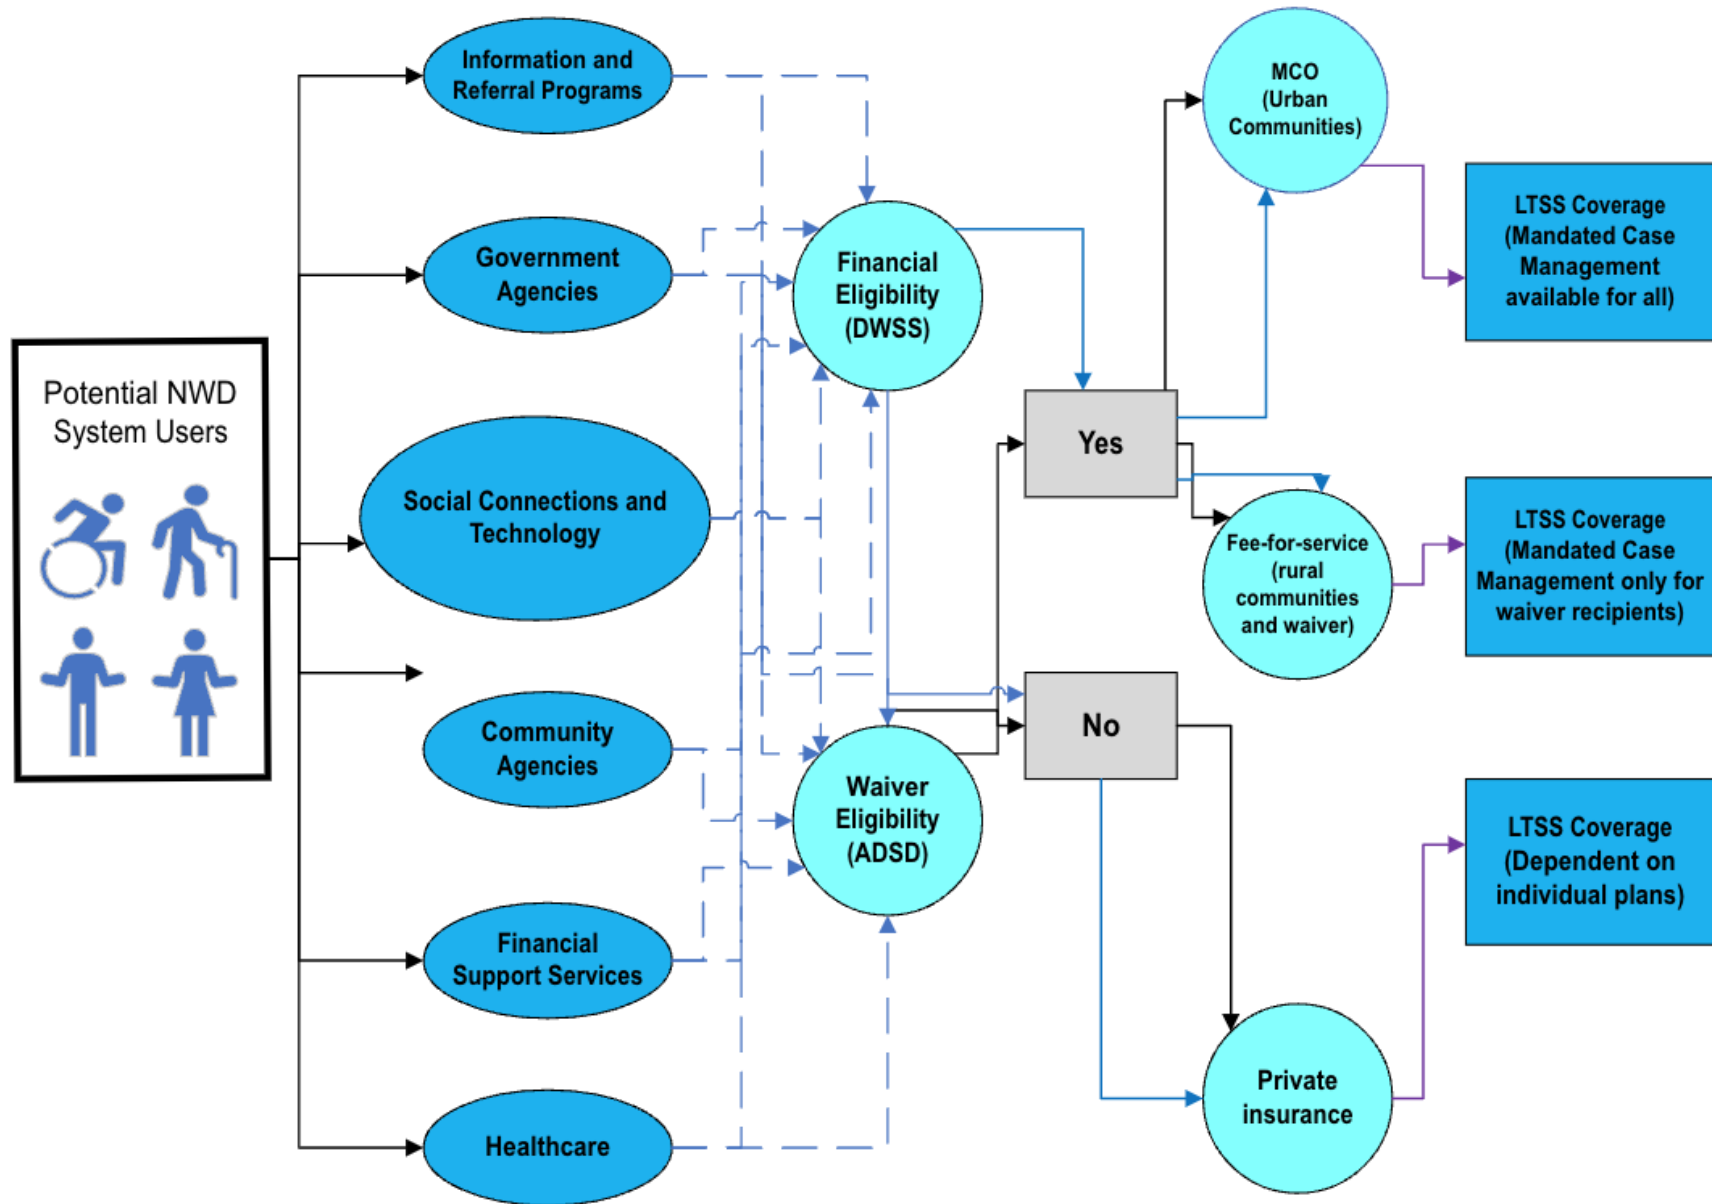 Potential NWD
System Users
Information and
Referral Programs
Government
Agencies
Social Connections and
Technology
Community
Agencies
Financial
Support Services
Healthcare
Financial
Eligibility
(DWSS)
Waiver
Eligibility
(ADSD)
Yes
No
MCO
(Urban
Communities)
Fee-for-service
(rural
communities
and waiver)
Private
insurance
LTSS Coverage
(Mandated Case
Management
available for all)
LTSS Coverage
(Mandated Case
Management only for
waiver recipients)
LTSS Coverage
(Dependent on
individual plans)